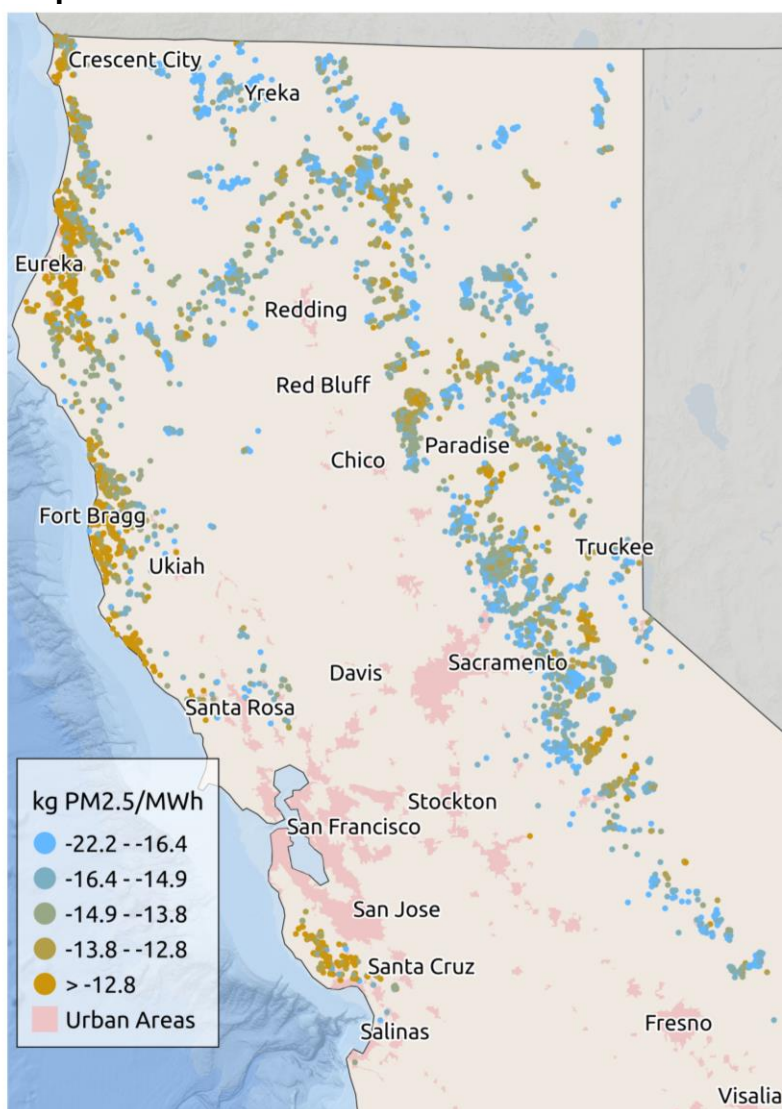 Crescent City
Yreka
Eureka
Redding
Red Bluff
Paradise
Chico
Fort Bragg
Truckee
Ukiah
Sacramento
Davis
Santa Rosa
kg PM2.5/MWh
-22.2 - -16.4
-16.4 - -14.9
-14.9 - -13.8
-13.8 - -12.8
> -12.8
Urban Areas
Stockton
San Francisco
San Jose
Santa Cruz
Salinas
Fresno
Visalia